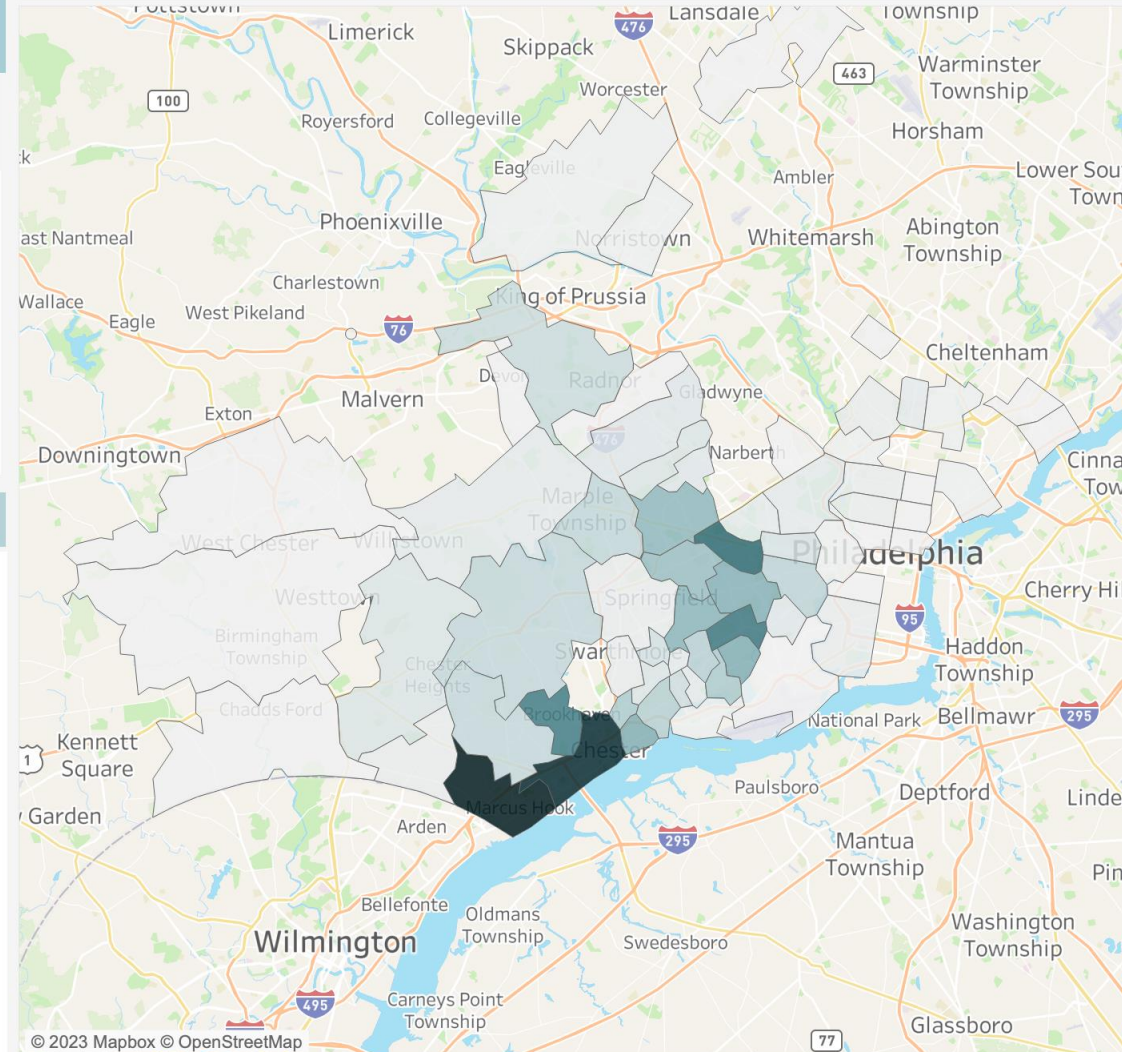 Pottstown
Limerick
Skippack
476
Lansdale
Township
Worcester
463
Warminster
Township
100
Royersford
Collegeville
Horsham
Eagleville
Ambler
Lower Sou
Town
Phoenixville
ast Nantmeal
Norristown
Whitemarsh
Abington
Township
Charlestown
Wallace
Eagle
West Pikeland
76
King of Prussia
Cheltenham
Devon
Radnor
Gladwyne
Malvern
Exton
476
Downingtown
Narberth
Cinna
Tow
Marple
Township
West Chester
Willistown
Philadelphia
Westtown
Springfield
Cherry Hi
95
Birmingham
Township
Swarthmore
Haddon
Township
Chester
Heights
Chadds Ford
Brookhaven
National Park
Bellmawr
295
Kennett
Square
1
Chester
Paulsboro
Deptford
Linde
y Garden
Marcus Hook
Arden
295
Mantua
Township
Pin
Bellefonte
Oldmans
Township
Washington
Township
Wilmington
Swedesboro
495
Carneys Point
Township
Glassboro
© 2023 Mapbox © OpenStreetMap
77